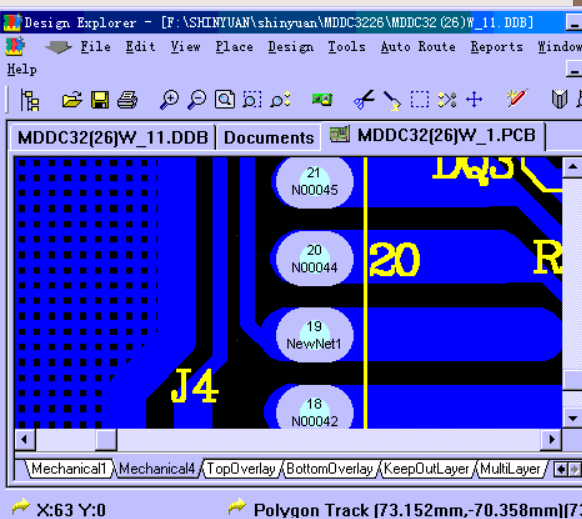 Design Explorer - [F:\SHINYUAN\shinyuan\MDDC3226\MDDC32(26)W_11.DDB]
File Edit View Place Design Tools Auto Route Reports Window
Help
MDDC32(26)W_11.DDB Documents MDDC32(26)W_1.PCB
21
N00045
DQ3
20
N00044
20
R
19
NewNet1
J4
18
N00042
Mechanical1 Mechanical4 TopOverlay BottomOverlay KeepOutLayer MultiLayer
X:63 Y:0 Polygon Track (73.152mm,-70.358mm)(7